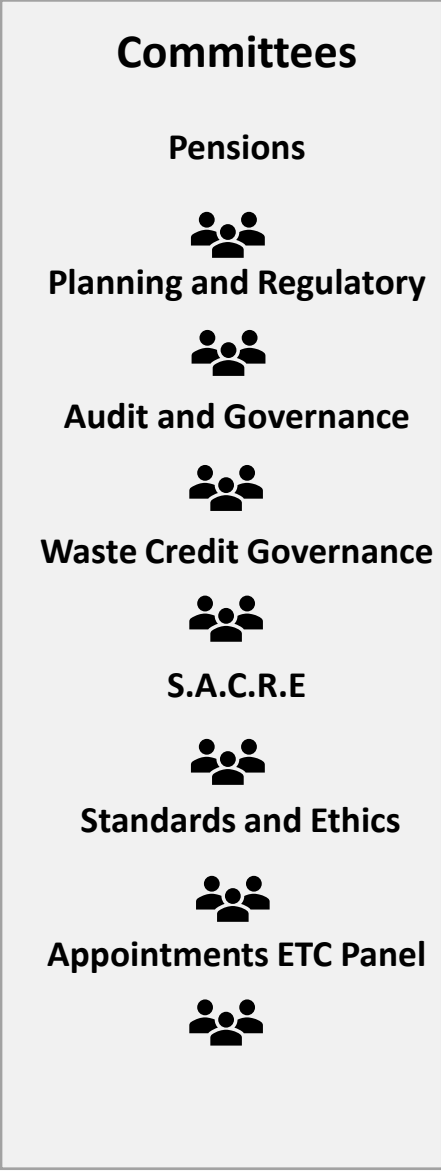 Committees
Pensions
Planning and Regulatory
Audit and Governance
Waste Credit Governance
S.A.C.R.E
Standards and Ethics
Appointments ETC Panel